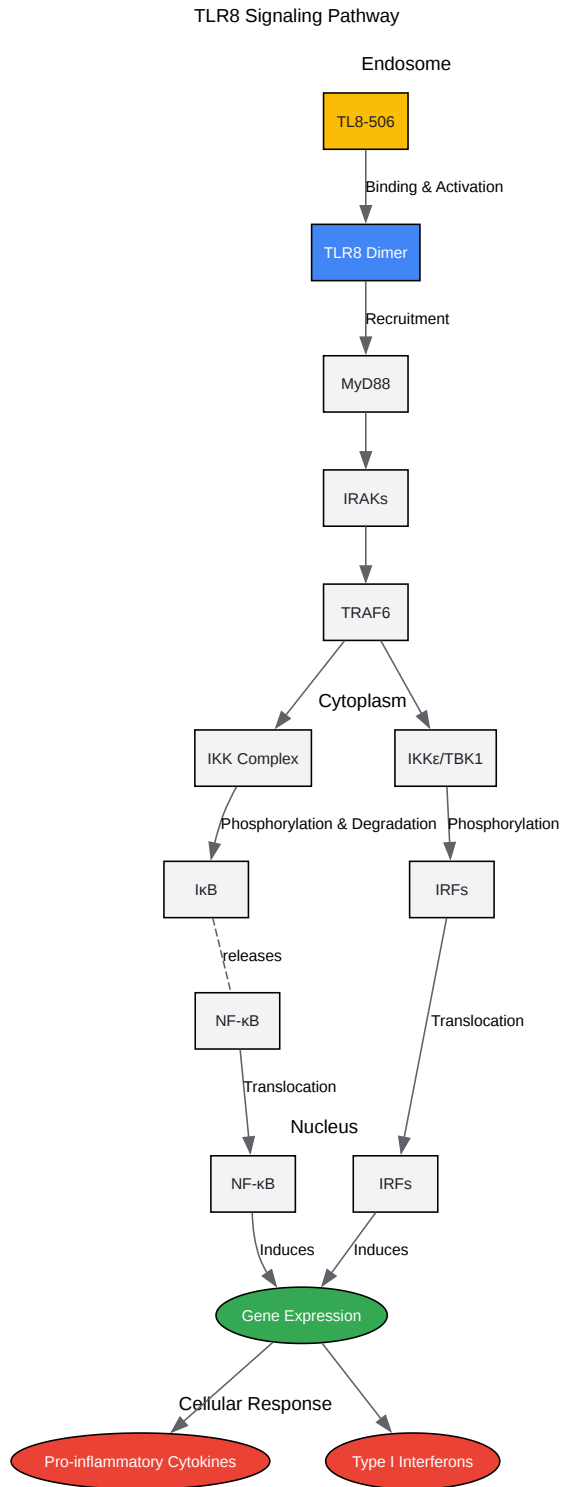 TLR8 Signaling Pathway
Endosome
TL8-506
Binding & Activation
TLR8 Dimer
Recruitment
MyD88
IRAKs
TRAF6
Cytoplasm
IKK Complex
IKKε/TBK1
Phosphorylation & Degradation
Phosphorylation
IκB
IRFs
releases
NF-κB
Translocation
Translocation
Nucleus
NF-κB
IRFs
Induces
Induces
Gene Expression
Cellular Response
Pro-inflammatory Cytokines
Type I Interferons